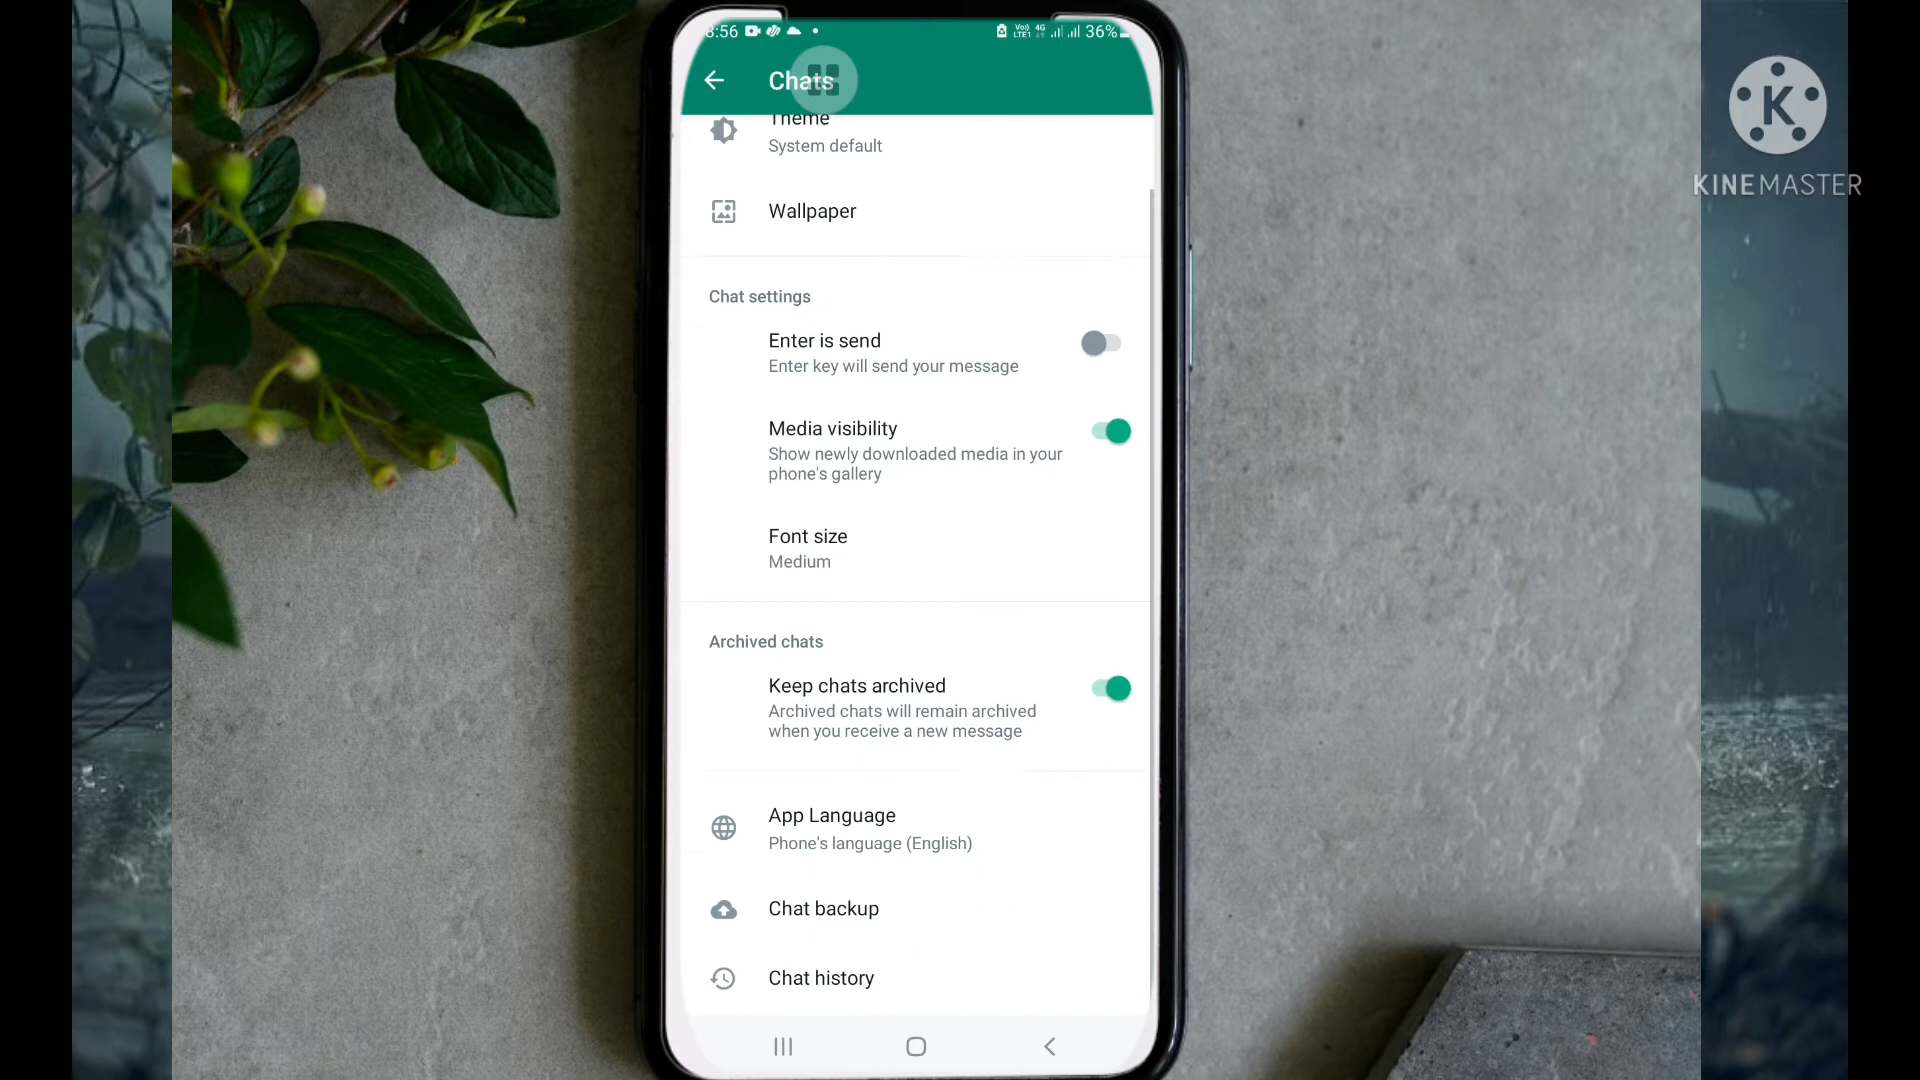 8:56
Vo) 4G
LTE1
36%
Chats
Theme
System default
Wallpaper
Chat settings
Enter is send
Enter key will send your message
Media visibility
Show newly downloaded media in your
phone's gallery
Font size
Medium
Archived chats
Keep chats archived
Archived chats will remain archived
when you receive a new message
App Language
Phone's language (English)
Chat backup
Chat history
K
KINEMASTER